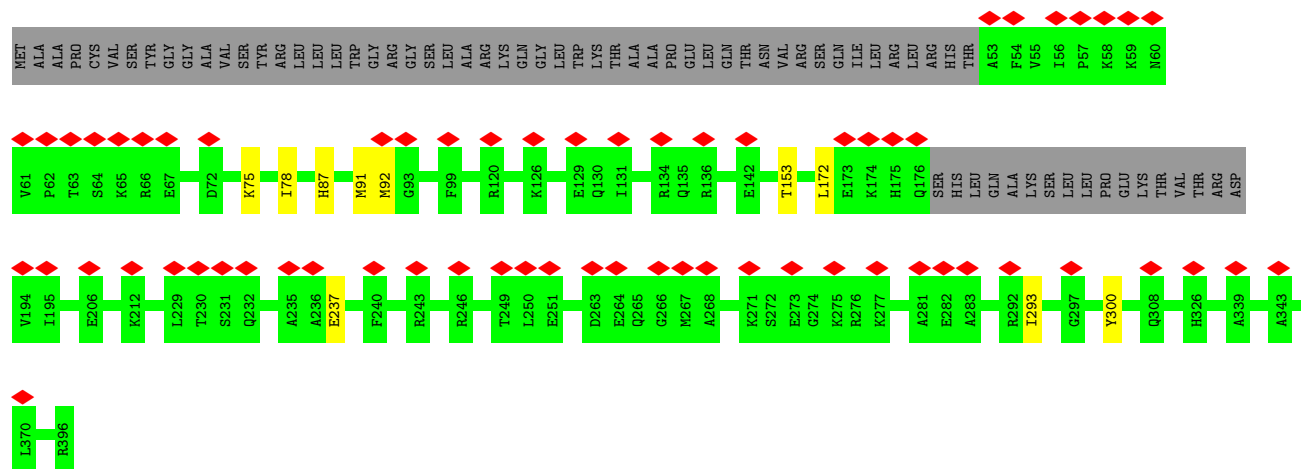 MET ALA ALA PRO CYS VAL SER TYR GLY GLY ALA VAL SER TYR ARG LEU LEU LEU TRP GLY ARG GLY SER LEU ALA ARG LYS GLN GLY LEU TRP LYS THR ALA ALA PRO GLU LEU GLN THR ASN VAL ARG SER GLN ILE LEU ARG LEU ARG HIS THR A53 F54 V55 I56 P57 K58 K59 N60
V61 P62 T63 S64 K65 R66 E67 D72 K75 I78 H87 M91 M92 G93 F99 R120 K126 E129 Q130 I131 R134 Q135 R136 E142 T153 L172 E173 K174 H175 Q176 SER HIS LEU GLN ALA LYS SER LEU LEU PRO GLU LYS THR VAL THR ARG ASP
V194 I195 E206 K212 L229 T230 S231 Q232 A235 A236 E237 F240 R243 R246 T249 L250 E251 D263 E264 Q265 G266 M267 A268 K271 S272 E273 G274 K275 R276 K277 A281 E282 A283 R292 I293 G297 Y300 Q308 H326 A339 A343
L370 R396